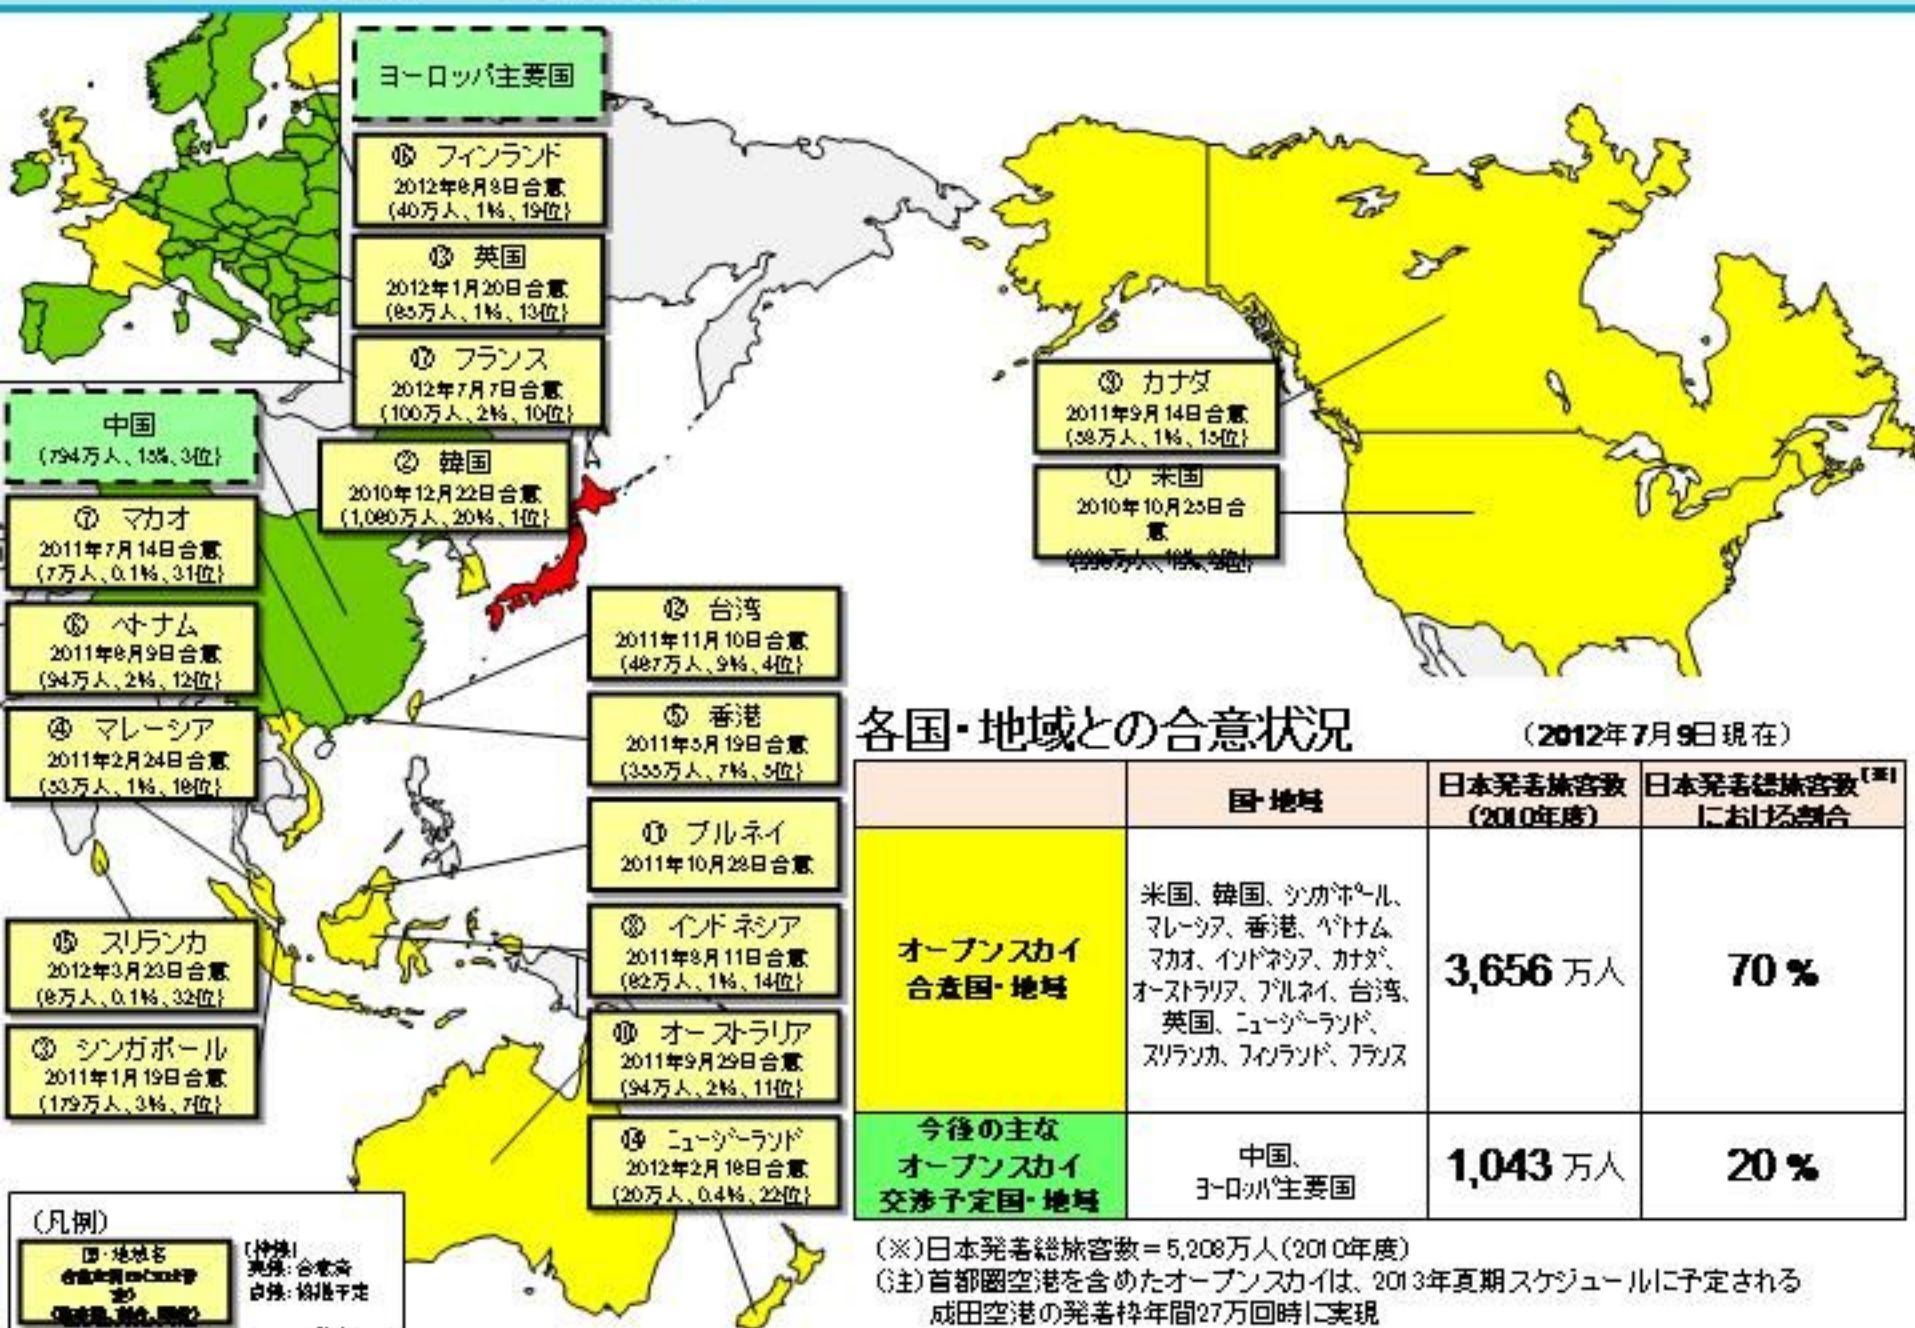 ヨーロッパ主要国
⑯ フィンランド
2012年6月8日合意
(40万人、1%、19位)
⑬ 英国
2012年1月20日合意
(85万人、1%、13位)
⑰ フランス
2012年7月7日合意
(100万人、2%、10位)
中国
(794万人、15%、3位)
② 韓国
2010年12月22日合意
(1,080万人、20%、1位)
⑦ マカオ
2011年7月14日合意
(7万人、0.1%、31位)
⑥ ベトナム
2011年6月9日合意
(94万人、2%、12位)
④ マレーシア
2011年2月24日合意
(53万人、1%、18位)
⑮ スリランカ
2012年3月23日合意
(8万人、0.1%、32位)
③ シンガポール
2011年1月19日合意
(179万人、3%、7位)
⑫ 台湾
2011年11月10日合意
(487万人、9%、4位)
⑤ 香港
2011年5月19日合意
(355万人、7%、5位)
⑪ ブルネイ
2011年10月28日合意
⑧ インドネシア
2011年8月11日合意
(82万人、1%、14位)
⑩ オーストラリア
2011年9月29日合意
(94万人、2%、11位)
⑭ ニュージーランド
2012年2月18日合意
(20万人、0.4%、22位)
⑨ カナダ
2011年9月14日合意
(58万人、1%、15位)
① 米国
2010年10月25日合
意
各国・地域との合意状況
(2012年7月9日現在)
国・地域
日本発着旅客数
(2010年度)
日本発着総旅客数(※)
における割合
オープンスカイ
合意国・地域
米国、韓国、シンガポール、
マレーシア、香港、ベトナム、
マカオ、インドネシア、カナダ、
オーストラリア、ブルネイ、台湾、
英国、ニュージーランド、
スリランカ、フィンランド、フランス
3,656 万人
70 %
今後の主な
オープンスカイ
交渉予定国・地域
中国、
ヨーロッパ主要国
1,043 万人
20 %
(※)日本発着総旅客数=5,208万人(2010年度)
(注)首都圏空港を含めたオープンスカイは、2013年夏期スケジュールに予定される
成田空港の発着枠年間27万回時に実現
(凡例)
国・地域名
[枠線]
実線:合意済
点線:協議予定